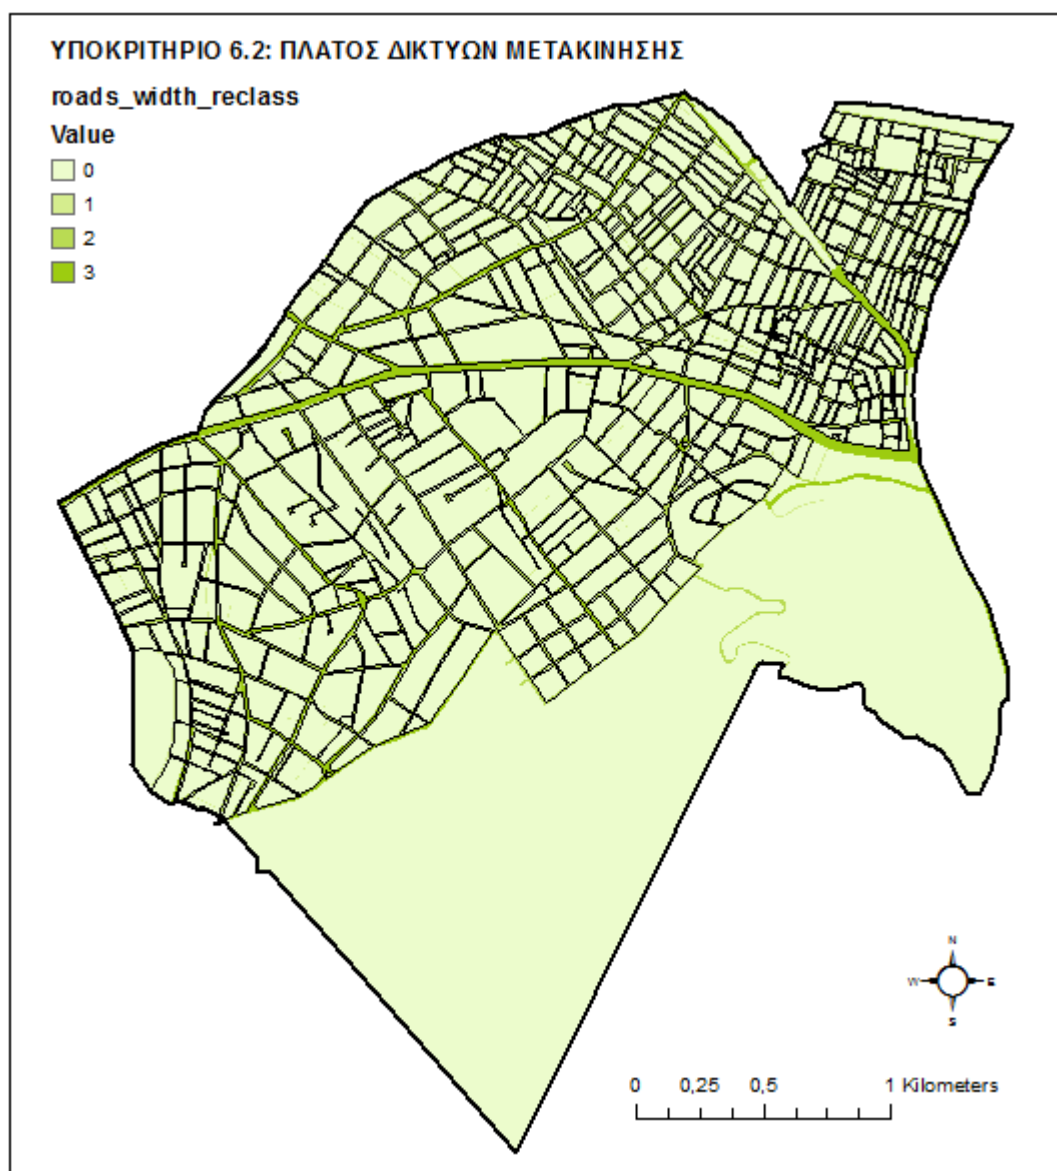 ΥΠΟΚΡΙΤΗΡΙΟ 6.2: ΠΛΑΤΟΣ ΔΙΚΤΥΩΝ ΜΕΤΑΚΙΝΗΣΗΣ
roads_width_reclass
Value
0
1
2
3
N
W E
S
0 0,25 0,5 1 Kilometers